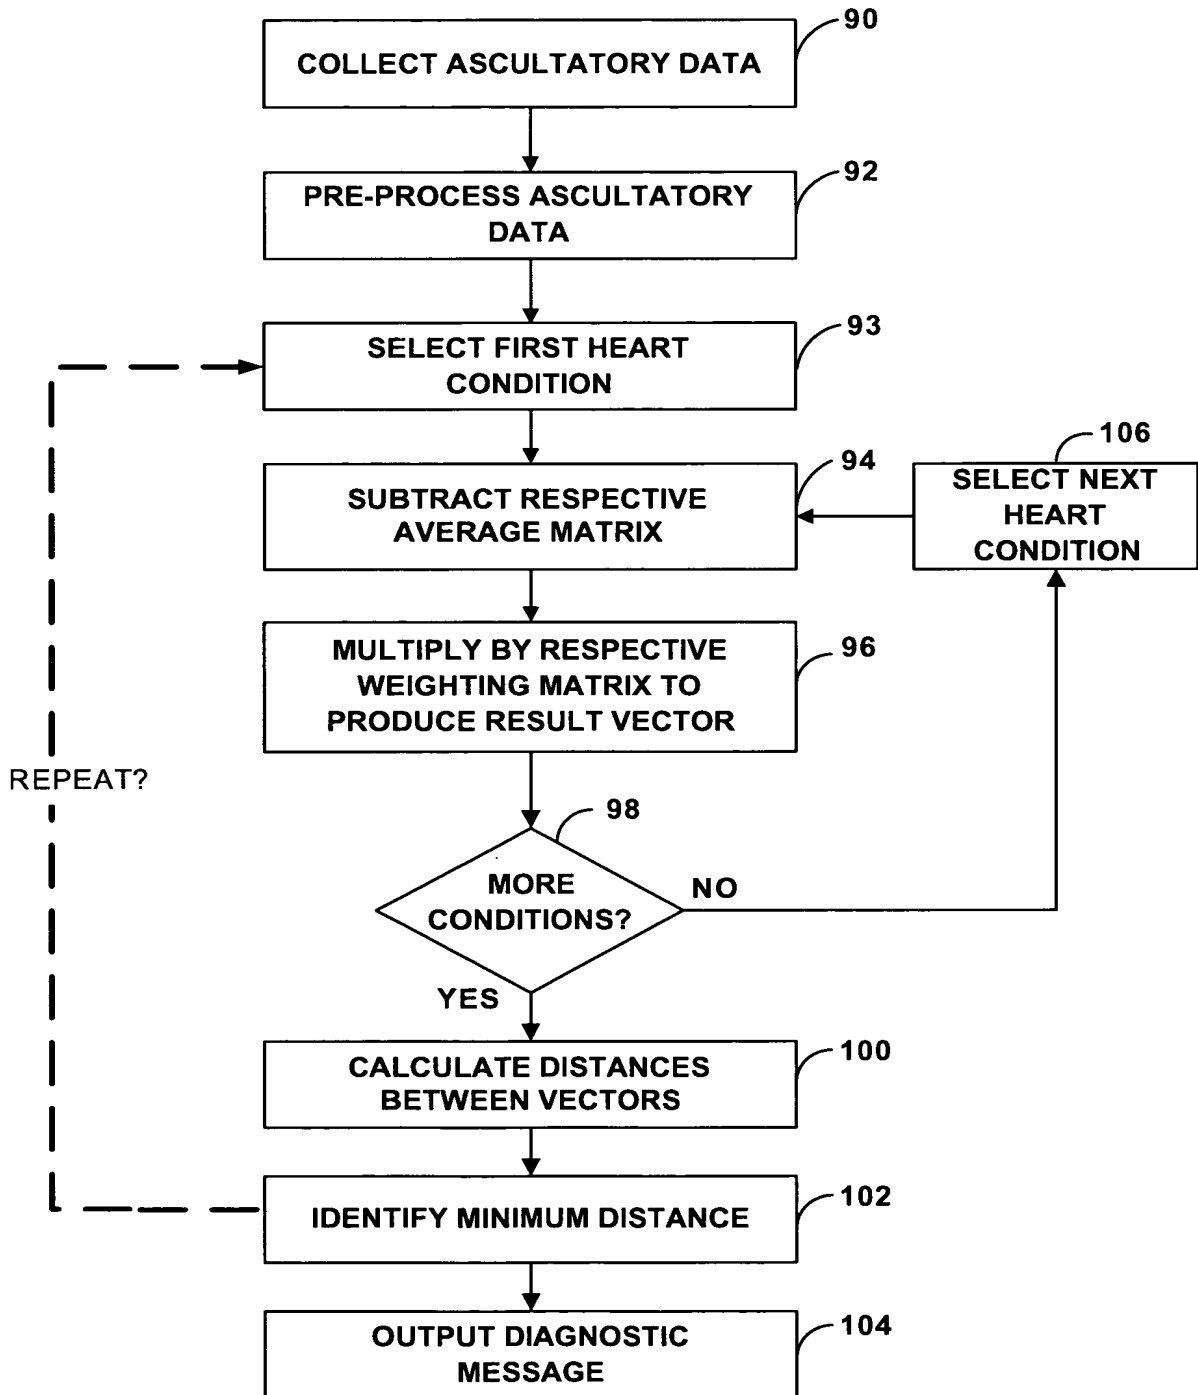 90
COLLECT ASCULTATORY DATA
92
PRE-PROCESS ASCULTATORY
DATA
93
SELECT FIRST HEART
CONDITION
94
SUBTRACT RESPECTIVE
AVERAGE MATRIX
106
SELECT NEXT
HEART
CONDITION
96
MULTIPLY BY RESPECTIVE
WEIGHTING MATRIX TO
PRODUCE RESULT VECTOR
REPEAT?
98
MORE
CONDITIONS?
NO
YES
100
CALCULATE DISTANCES
BETWEEN VECTORS
102
IDENTIFY MINIMUM DISTANCE
104
OUTPUT DIAGNOSTIC
MESSAGE